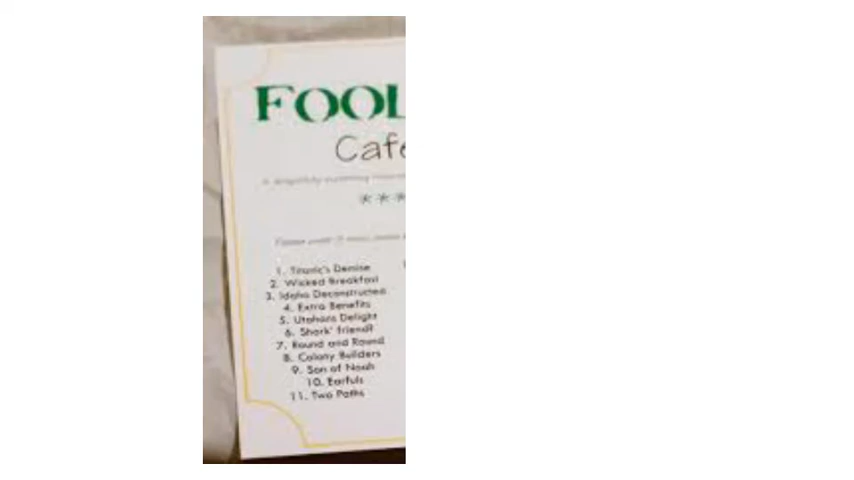 FOOL
Cafe
***
1. Titanic's Demise
2. Wicked Breakfast
3. Idaho Deconstructed
4. Extra Benefits
5. Utahans Delight
6. Shark' friend?
7. Round and Round
8. Colony Builders
9. Son of Noah
10. Earfuls
11. Two Paths